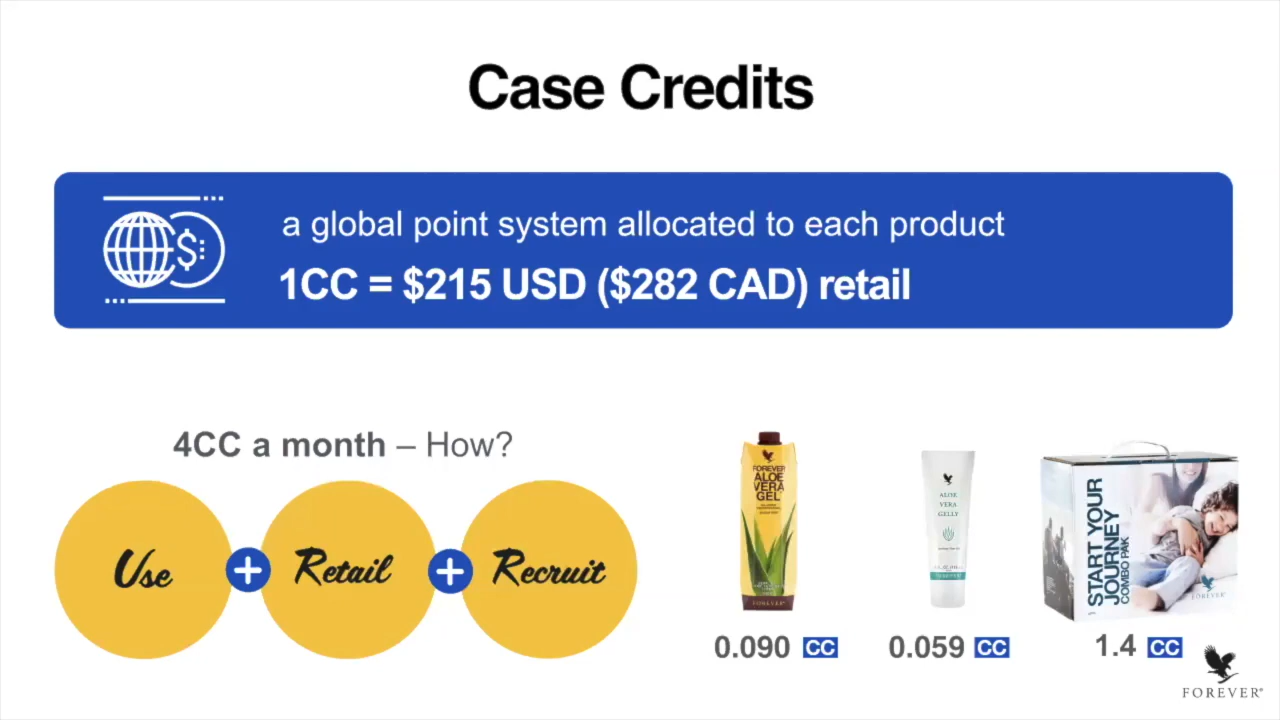 Case Credits
a global point system allocated to each product
1CC = $215 USD ($282 CAD) retail
4CC a month – How?
Use + Retail + Recruit
FOREVER
ALOE
VERA
GEL
FOREVER
ALOE
VERA
GELLY
START YOUR
JOURNEY
COMBO PAK
FOREVER
0.090 CC
0.059 CC
1.4 CC
FOREVER